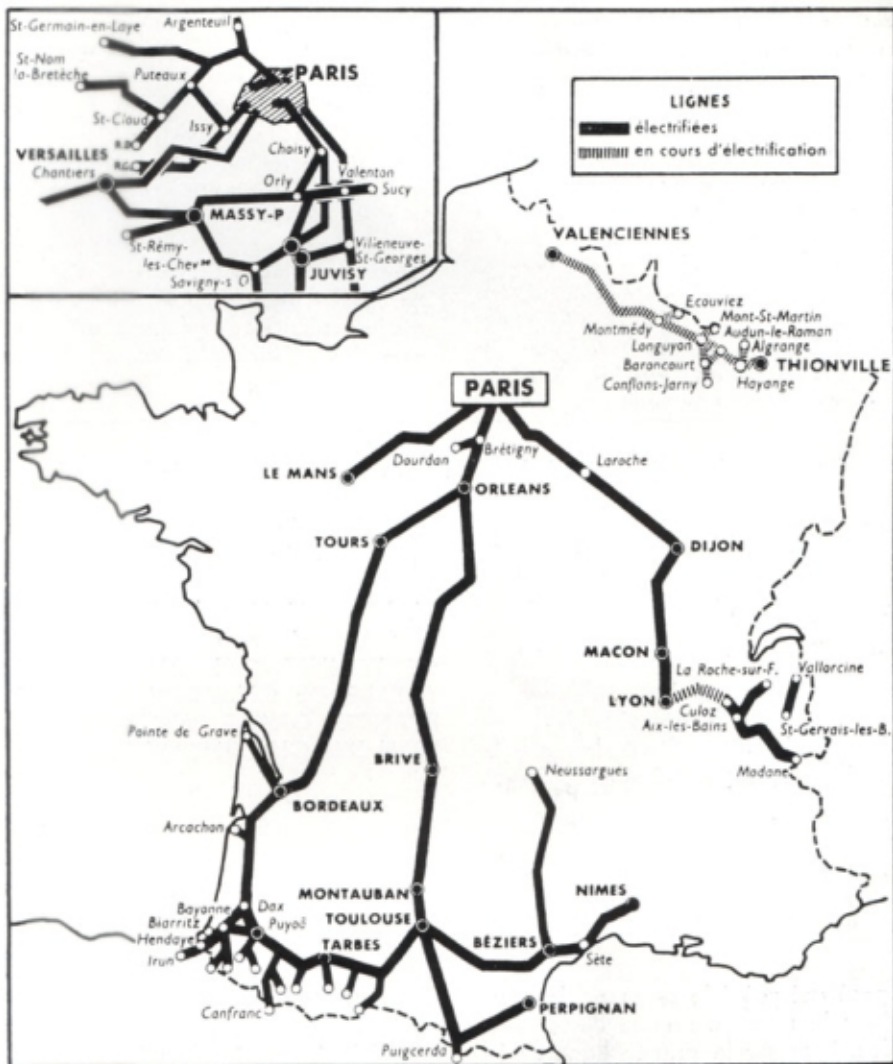 St-Germain-en-Laye
Argenteuil
St-Nom
la-Bretèche
Puteaux
PARIS
St-Cloud
Issy
R.D.
R.G.
VERSAILLES
Chantiers
Choisy
Orly
Valenton
Sucy
MASSY-P
St-Rémy-
les-Chev
Villeneuve-
St-Georges
JUVISY
Savigny-s O
LIGNES
électrifiées
en cours d'électrification
VALENCIENNES
Ecouviez
Mont-St-Martin
Montmédy
Audun-le-Roman
Longuyon
Algrange
Baroncourt
THIONVILLE
Conflans-Jarny
Hayange
PARIS
Dourdan
Brétigny
LE MANS
Laroche
ORLEANS
TOURS
DIJON
MACON
La Roche-sur-F.
Vallorcine
LYON
Culoz
Aix-les-Bains
St-Gervais-les-B.
Modane
Pointe de Grave
BRIVE
Neussargues
BORDEAUX
Arcachon
MONTAUBAN
NIMES
Bayonne
Dax
TOULOUSE
Biarritz
Puyoô
BÉZIERS
Hendaye
TARBES
Sète
Irun
Canfranc
PERPIGNAN
Puigcerda